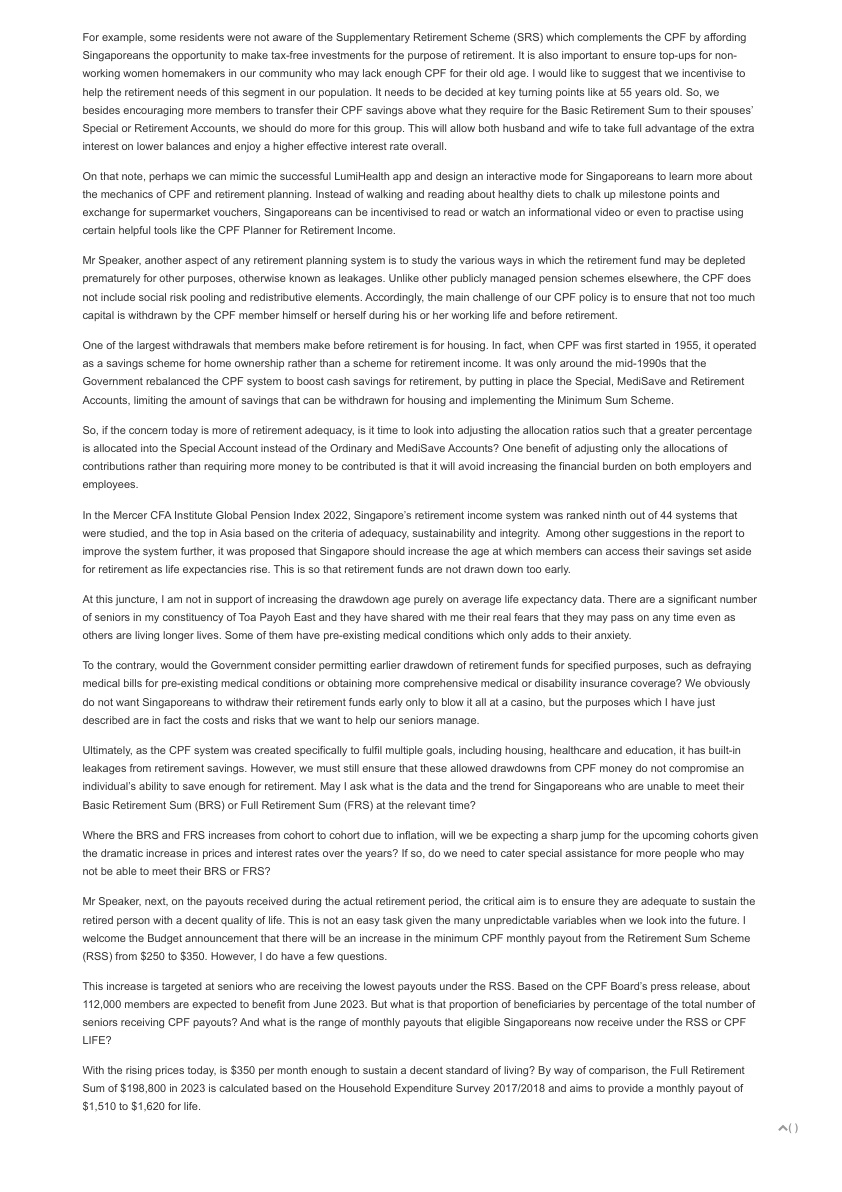 For example, some residents were not aware of the Supplementary Retirement Scheme (SRS) which complements the CPF by affording
Singaporeans the opportunity to make tax-free investments for the purpose of retirement. It is also important to ensure top-ups for non-
working women homemakers in our community who may lack enough CPF for their old age. I would like to suggest that we incentivise to
help the retirement needs of this segment in our population. It needs to be decided at key turning points like at 55 years old. So, we
besides encouraging more members to transfer their CPF savings above what they require for the Basic Retirement Sum to their spouses'
Special or Retirement Accounts, we should do more for this group. This will allow both husband and wife to take full advantage of the extra
interest on lower balances and enjoy a higher effective interest rate overall.
On that note, perhaps we can mimic the successful LumiHealth app and design an interactive mode for Singaporeans to learn more about
the mechanics of CPF and retirement planning. Instead of walking and reading about healthy diets to chalk up milestone points and
exchange for supermarket vouchers, Singaporeans can be incentivised to read or watch an informational video or even to practise using
certain helpful tools like the CPF Planner for Retirement Income.
Mr Speaker, another aspect of any retirement planning system is to study the various ways in which the retirement fund may be depleted
prematurely for other purposes, otherwise known as leakages. Unlike other publicly managed pension schemes elsewhere, the CPF does
not include social risk pooling and redistributive elements. Accordingly, the main challenge of our CPF policy is to ensure that not too much
capital is withdrawn by the CPF member himself or herself during his or her working life and before retirement.
One of the largest withdrawals that members make before retirement is for housing. In fact, when CPF was first started in 1955, it operated
as a savings scheme for home ownership rather than a scheme for retirement income. It was only around the mid-1990s that the
Government rebalanced the CPF system to boost cash savings for retirement, by putting in place the Special, MediSave and Retirement
Accounts, limiting the amount of savings that can be withdrawn for housing and implementing the Minimum Sum Scheme.
So, if the concern today is more of retirement adequacy, is it time to look into adjusting the allocation ratios such that a greater percentage
is allocated into the Special Account instead of the Ordinary and MediSave Accounts? One benefit of adjusting only the allocations of
contributions rather than requiring more money to be contributed is that it will avoid increasing the financial burden on both employers and
employees.
In the Mercer CFA Institute Global Pension Index 2022, Singapore's retirement income system was ranked ninth out of 44 systems that
were studied, and the top in Asia based on the criteria of adequacy, sustainability and integrity.  Among other suggestions in the report to
improve the system further, it was proposed that Singapore should increase the age at which members can access their savings set aside
for retirement as life expectancies rise. This is so that retirement funds are not drawn down too early.
At this juncture, I am not in support of increasing the drawdown age purely on average life expectancy data. There are a significant number
of seniors in my constituency of Toa Payoh East and they have shared with me their real fears that they may pass on any time even as
others are living longer lives. Some of them have pre-existing medical conditions which only adds to their anxiety.
To the contrary, would the Government consider permitting earlier drawdown of retirement funds for specified purposes, such as defraying
medical bills for pre-existing medical conditions or obtaining more comprehensive medical or disability insurance coverage? We obviously
do not want Singaporeans to withdraw their retirement funds early only to blow it all at a casino, but the purposes which I have just
described are in fact the costs and risks that we want to help our seniors manage.
Ultimately, as the CPF system was created specifically to fulfil multiple goals, including housing, healthcare and education, it has built-in
leakages from retirement savings. However, we must still ensure that these allowed drawdowns from CPF money do not compromise an
individual's ability to save enough for retirement. May I ask what is the data and the trend for Singaporeans who are unable to meet their
Basic Retirement Sum (BRS) or Full Retirement Sum (FRS) at the relevant time?
Where the BRS and FRS increases from cohort to cohort due to inflation, will we be expecting a sharp jump for the upcoming cohorts given
the dramatic increase in prices and interest rates over the years? If so, do we need to cater special assistance for more people who may
not be able to meet their BRS or FRS?
Mr Speaker, next, on the payouts received during the actual retirement period, the critical aim is to ensure they are adequate to sustain the
retired person with a decent quality of life. This is not an easy task given the many unpredictable variables when we look into the future. I
welcome the Budget announcement that there will be an increase in the minimum CPF monthly payout from the Retirement Sum Scheme
(RSS) from $250 to $350. However, I do have a few questions.
This increase is targeted at seniors who are receiving the lowest payouts under the RSS. Based on the CPF Board's press release, about
112,000 members are expected to benefit from June 2023. But what is that proportion of beneficiaries by percentage of the total number of
seniors receiving CPF payouts? And what is the range of monthly payouts that eligible Singaporeans now receive under the RSS or CPF
LIFE?
With the rising prices today, is $350 per month enough to sustain a decent standard of living? By way of comparison, the Full Retirement
Sum of $198,800 in 2023 is calculated based on the Household Expenditure Survey 2017/2018 and aims to provide a monthly payout of
$1,510 to $1,620 for life.
( )